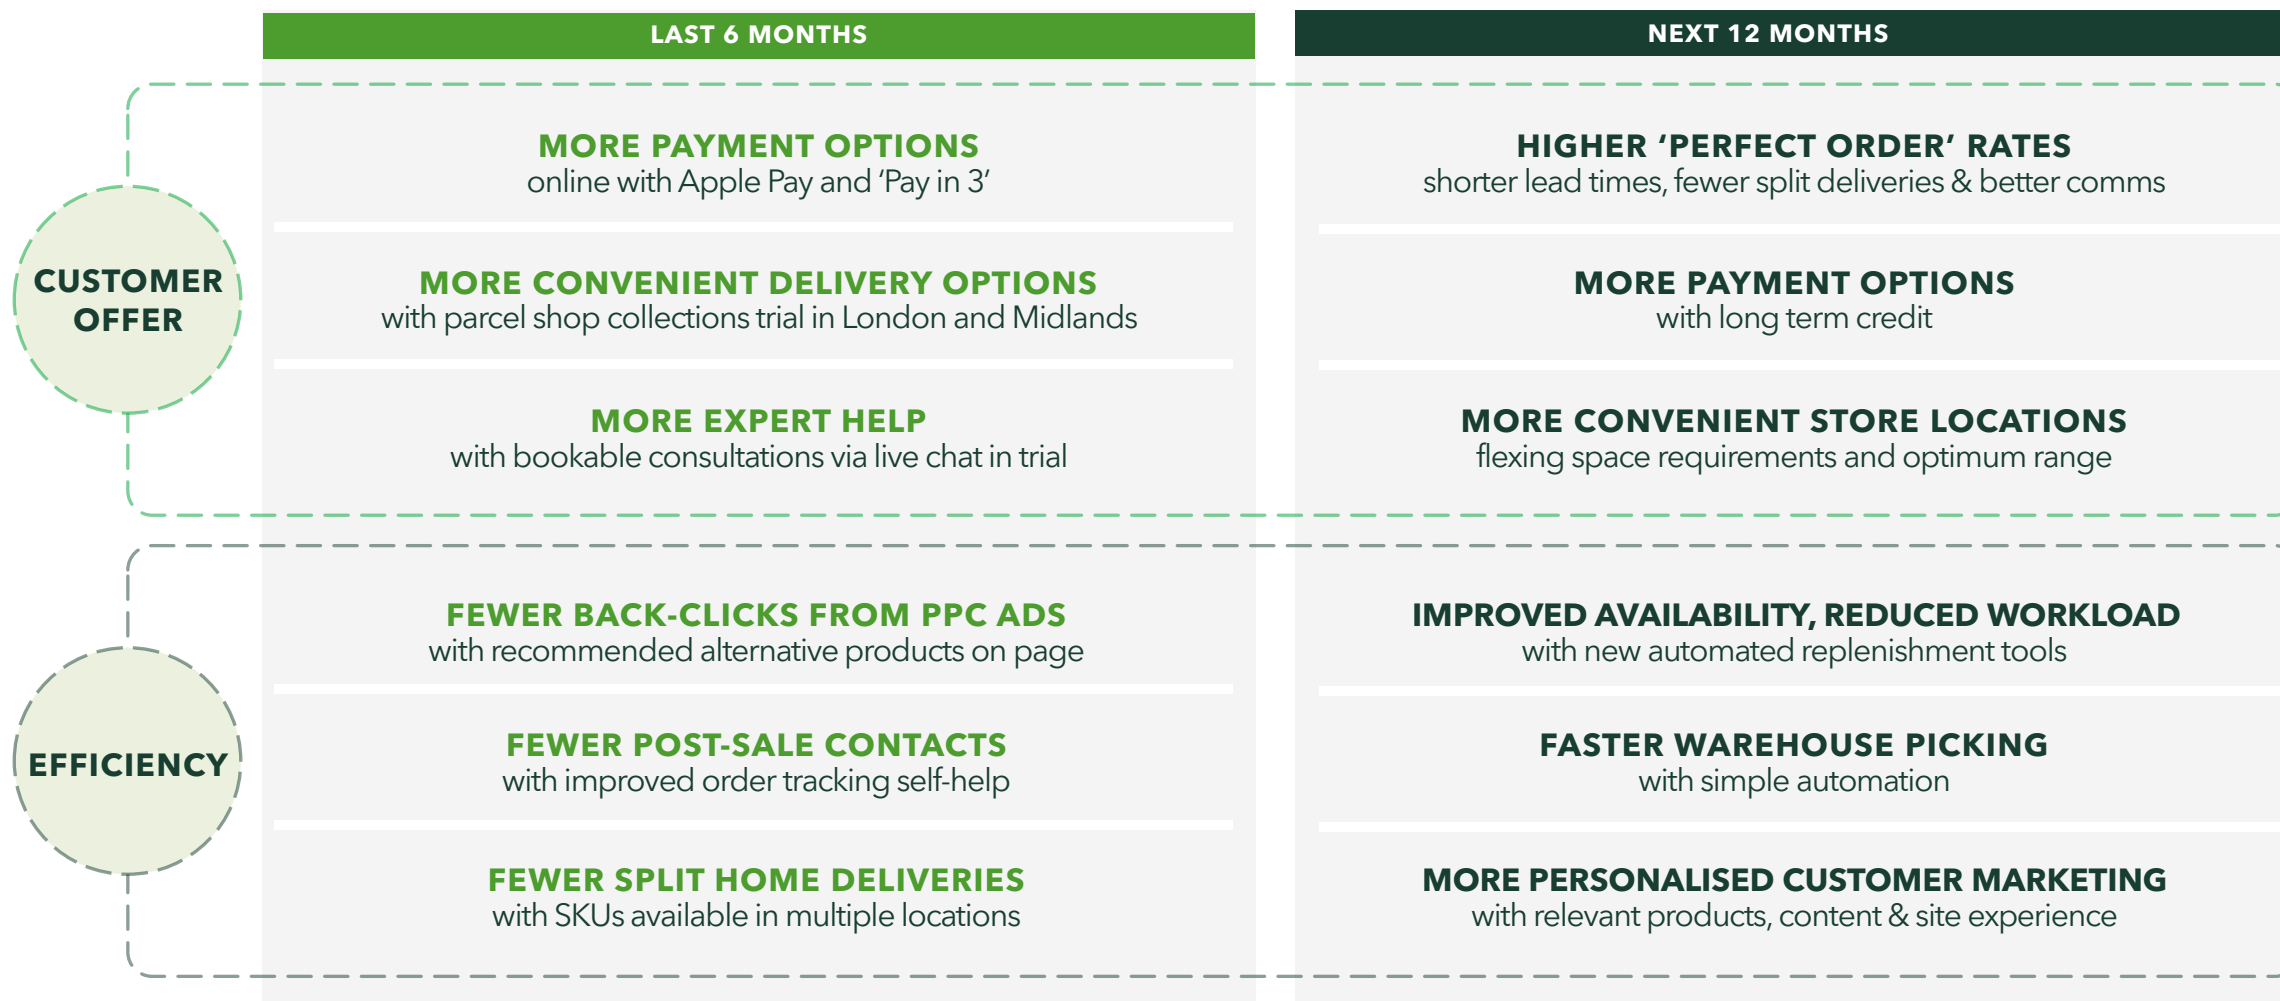 LAST 6 MONTHS
NEXT 12 MONTHS
CUSTOMER
OFFER
MORE PAYMENT OPTIONS
online with Apple Pay and ‘Pay in 3’
MORE CONVENIENT DELIVERY OPTIONS
with parcel shop collections trial in London and Midlands
MORE EXPERT HELP
with bookable consultations via live chat in trial
HIGHER ‘PERFECT ORDER’ RATES
shorter lead times, fewer split deliveries & better comms
MORE PAYMENT OPTIONS
with long term credit
MORE CONVENIENT STORE LOCATIONS
flexing space requirements and optimum range
EFFICIENCY
FEWER BACK-CLICKS FROM PPC ADS
with recommended alternative products on page
FEWER POST-SALE CONTACTS
with improved order tracking self-help
FEWER SPLIT HOME DELIVERIES
with SKUs available in multiple locations
IMPROVED AVAILABILITY, REDUCED WORKLOAD
with new automated replenishment tools
FASTER WAREHOUSE PICKING
with simple automation
MORE PERSONALISED CUSTOMER MARKETING
with relevant products, content & site experience